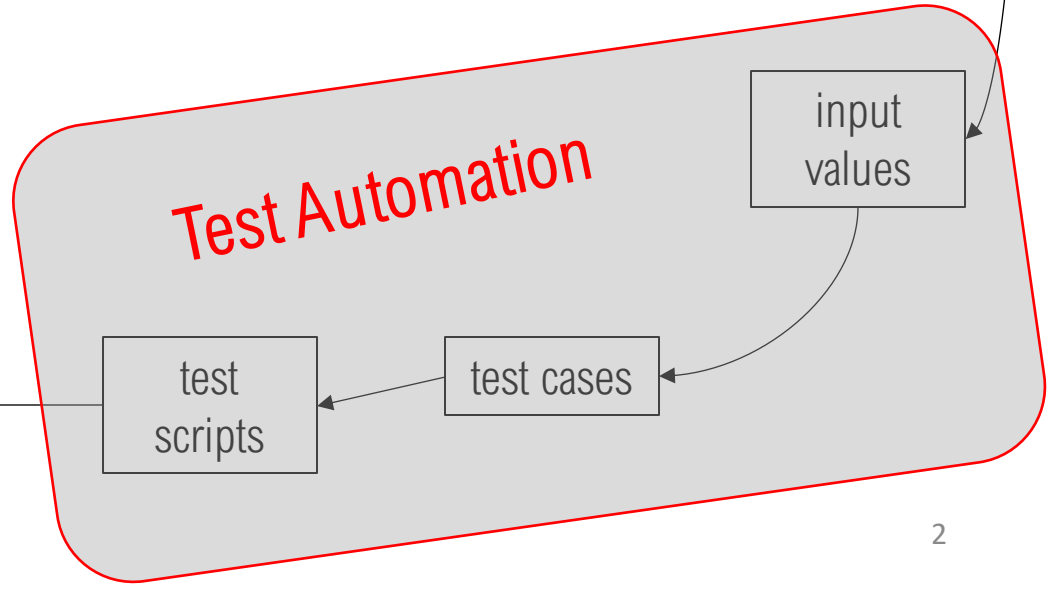 Test Automation
input
values
test cases
test
scripts
2